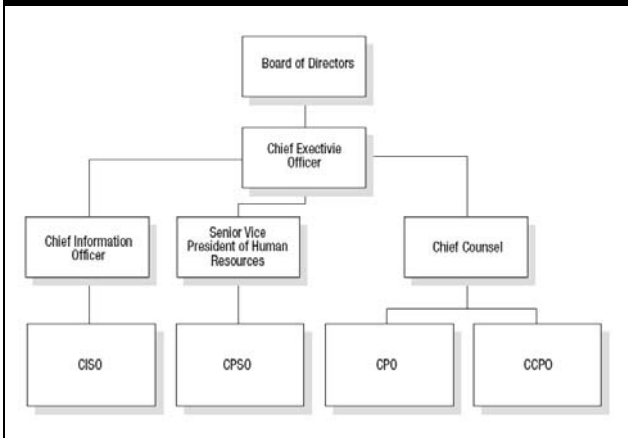 Board of Directors
Chief Exectivie
Officer
Chief Information
Officer
Senior Vice
President of Human
Resources
Chief Counsel
CISO
CPSO
CPO
CCPO